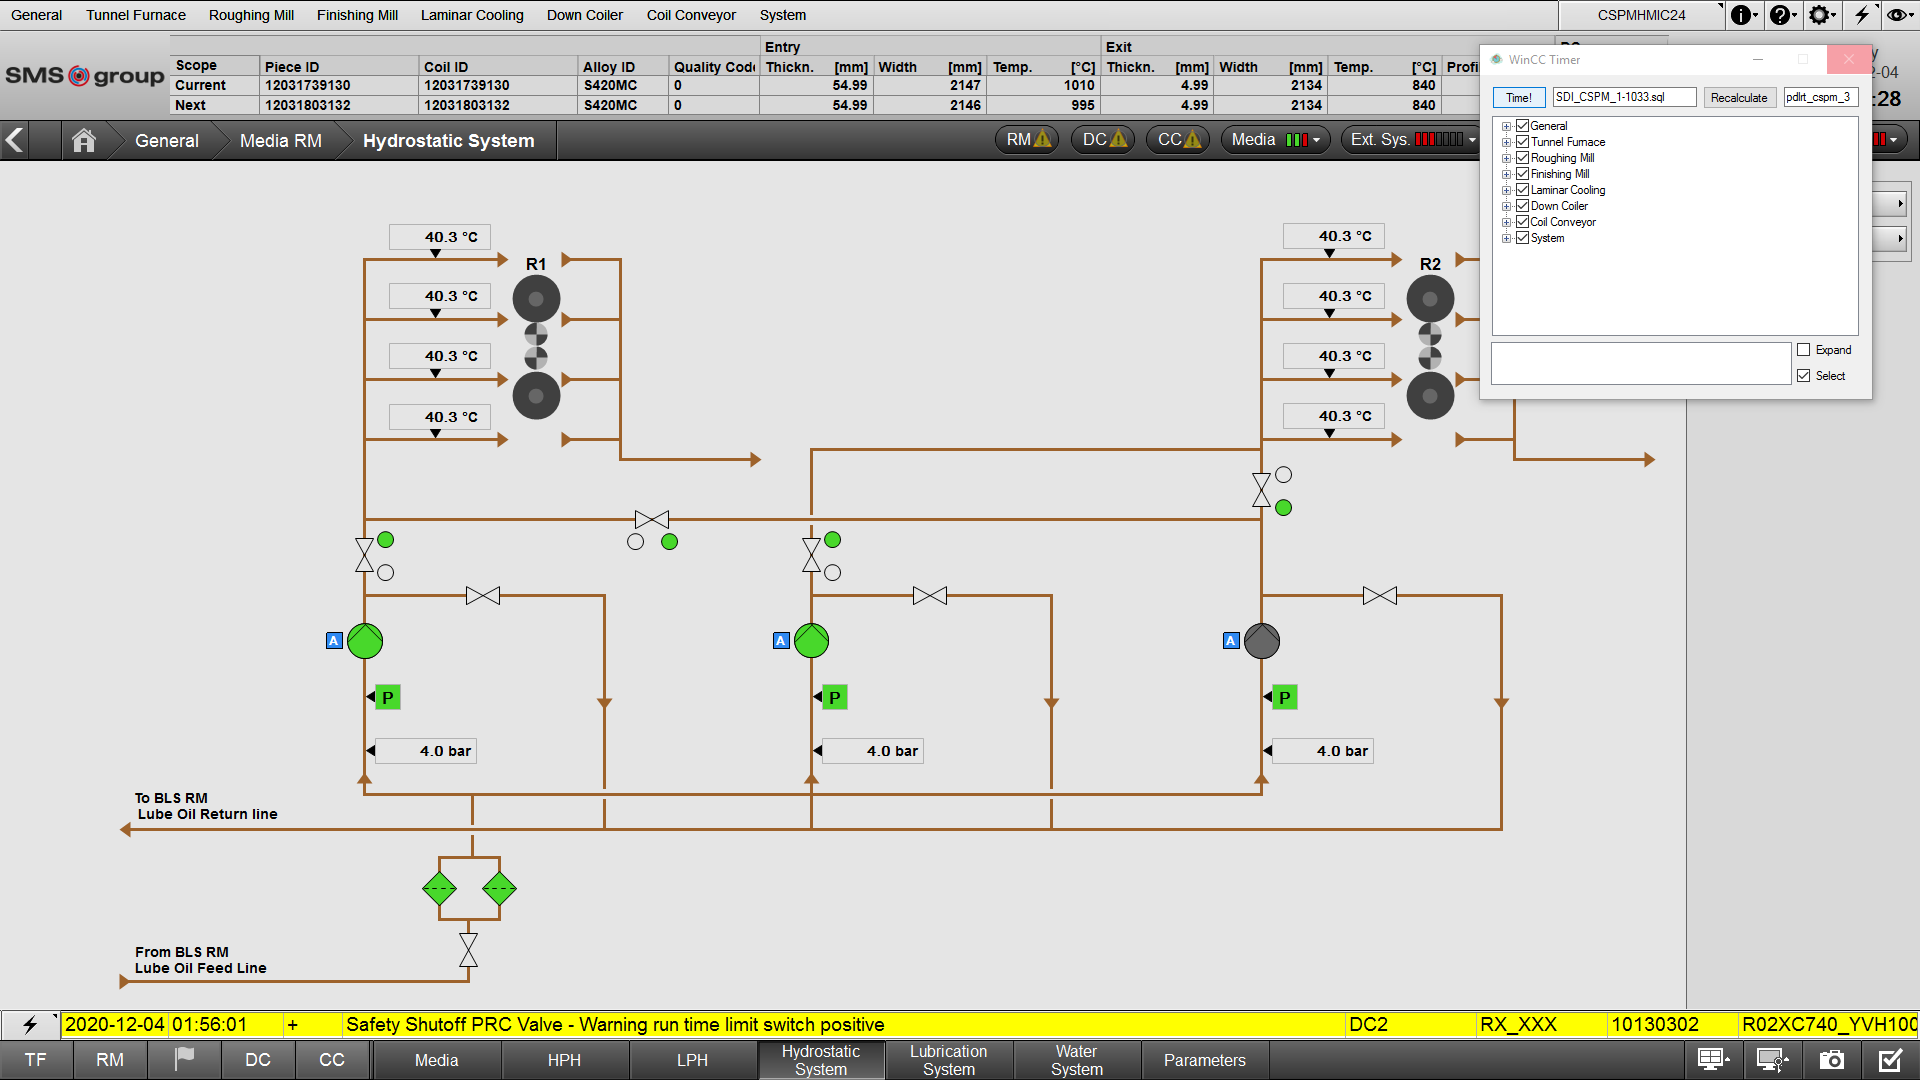 General Tunnel Furnace Roughing Mill Finishing Mill Laminar Cooling Down Coiler Coil Conveyor System CSPMHMIC24
SMS group
Entry Exit
Scope Piece ID Coil ID Alloy ID Quality Code Thickn. [mm] Width [mm] Temp. [°C] Thickn. [mm] Width [mm] Temp. [°C] Profi
Current 12031739130 12031739130 S420MC 0 54.99 2147 1010 4.99 2134 840
Next 12031803132 12031803132 S420MC 0 54.99 2146 995 4.99 2134 840
-04
:28
General Media RM Hydrostatic System RM DC CC Media Ext. Sys.
WinCC Timer
Time! SDI_CSPM_1-1033.sql Recalculate pdlrt_cspm_3
General
Tunnel Furnace
Roughing Mill
Finishing Mill
Laminar Cooling
Down Coiler
Coil Conveyor
System
Expand
Select
40.3 °C
40.3 °C
40.3 °C
40.3 °C
R1
40.3 °C
40.3 °C
40.3 °C
40.3 °C
R2
A A A
P P P
4.0 bar 4.0 bar 4.0 bar
To BLS RM
Lube Oil Return line
From BLS RM
Lube Oil Feed Line
2020-12-04 01:56:01 + Safety Shutoff PRC Valve - Warning run time limit switch positive DC2 RX_XXX 10130302 R02XC740_YVH100
TF RM DC CC Media HPH LPH Hydrostatic System Lubrication System Water System Parameters